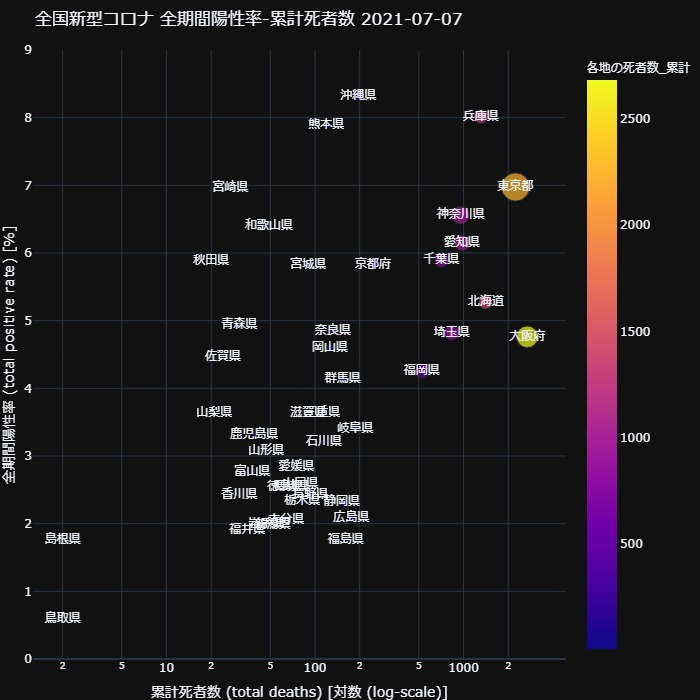 全国新型コロナ 全期間陽性率-累計死者数 2021-07-07
各地の死者数_累計
9
8
7
6
5
4
3
2
1
0
全期間陽性率 (total positive rate) [%]
沖縄県
兵庫県
熊本県
宮崎県
東京都
神奈川県
和歌山県
愛知県
秋田県
宮城県
京都府
千葉県
北海道
青森県
奈良県
埼玉県
大阪府
岡山県
佐賀県
福岡県
群馬県
山梨県
滋賀県
三重県
岐阜県
鹿児島県
石川県
山形県
愛媛県
富山県
香川県
栃木県
静岡県
大分県
広島県
福井県
島根県
福島県
鳥取県
2500
2000
1500
1000
500
2 5 10 2 5 100 2 5 1000 2
累計死者数 (total deaths) [対数 (log-scale)]